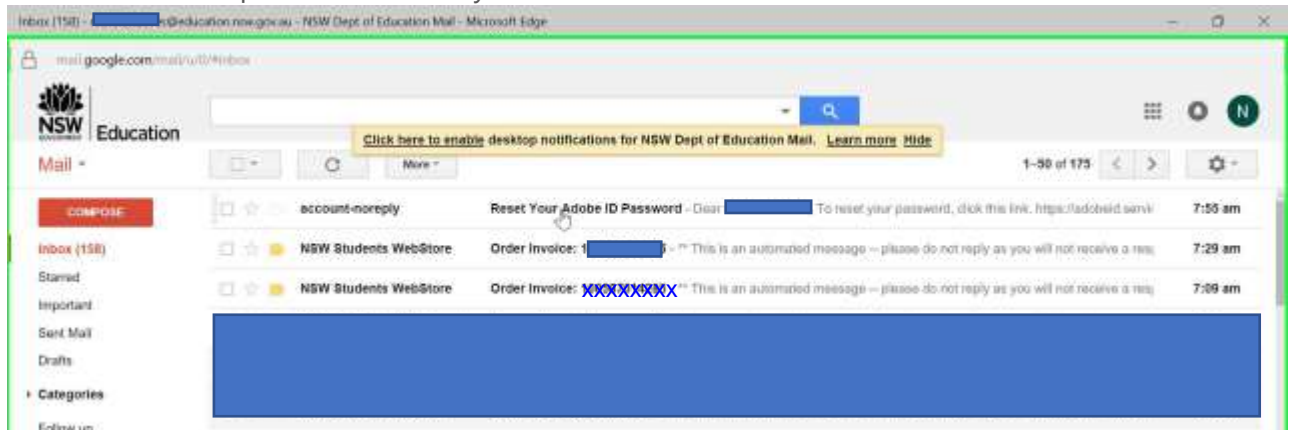 Inbox (158) - @education.nsw.gov.au - NSW Dept of Education Mail - Microsoft Edge
mail.google.com/mail/u/0/#inbox
NSW Education
N
Click here to enable desktop notifications for NSW Dept of Education Mail. Learn more Hide
Mail
More
1-50 of 175
COMPOSE
account-noreply Reset Your Adobe ID Password - Dear To reset your password, click this link. https://adobeid.servi 7:55 am
Inbox (158)
NSW Students WebStore Order Invoice: 1 - ** This is an automated message -- please do not reply as you will not receive a res 7:29 am
Starred
NSW Students WebStore Order Invoice: XXXXXXXX ** This is an automated message -- please do not reply as you will not receive a res 7:09 am
Important
Sent Mail
Drafts
Categories
Follow up